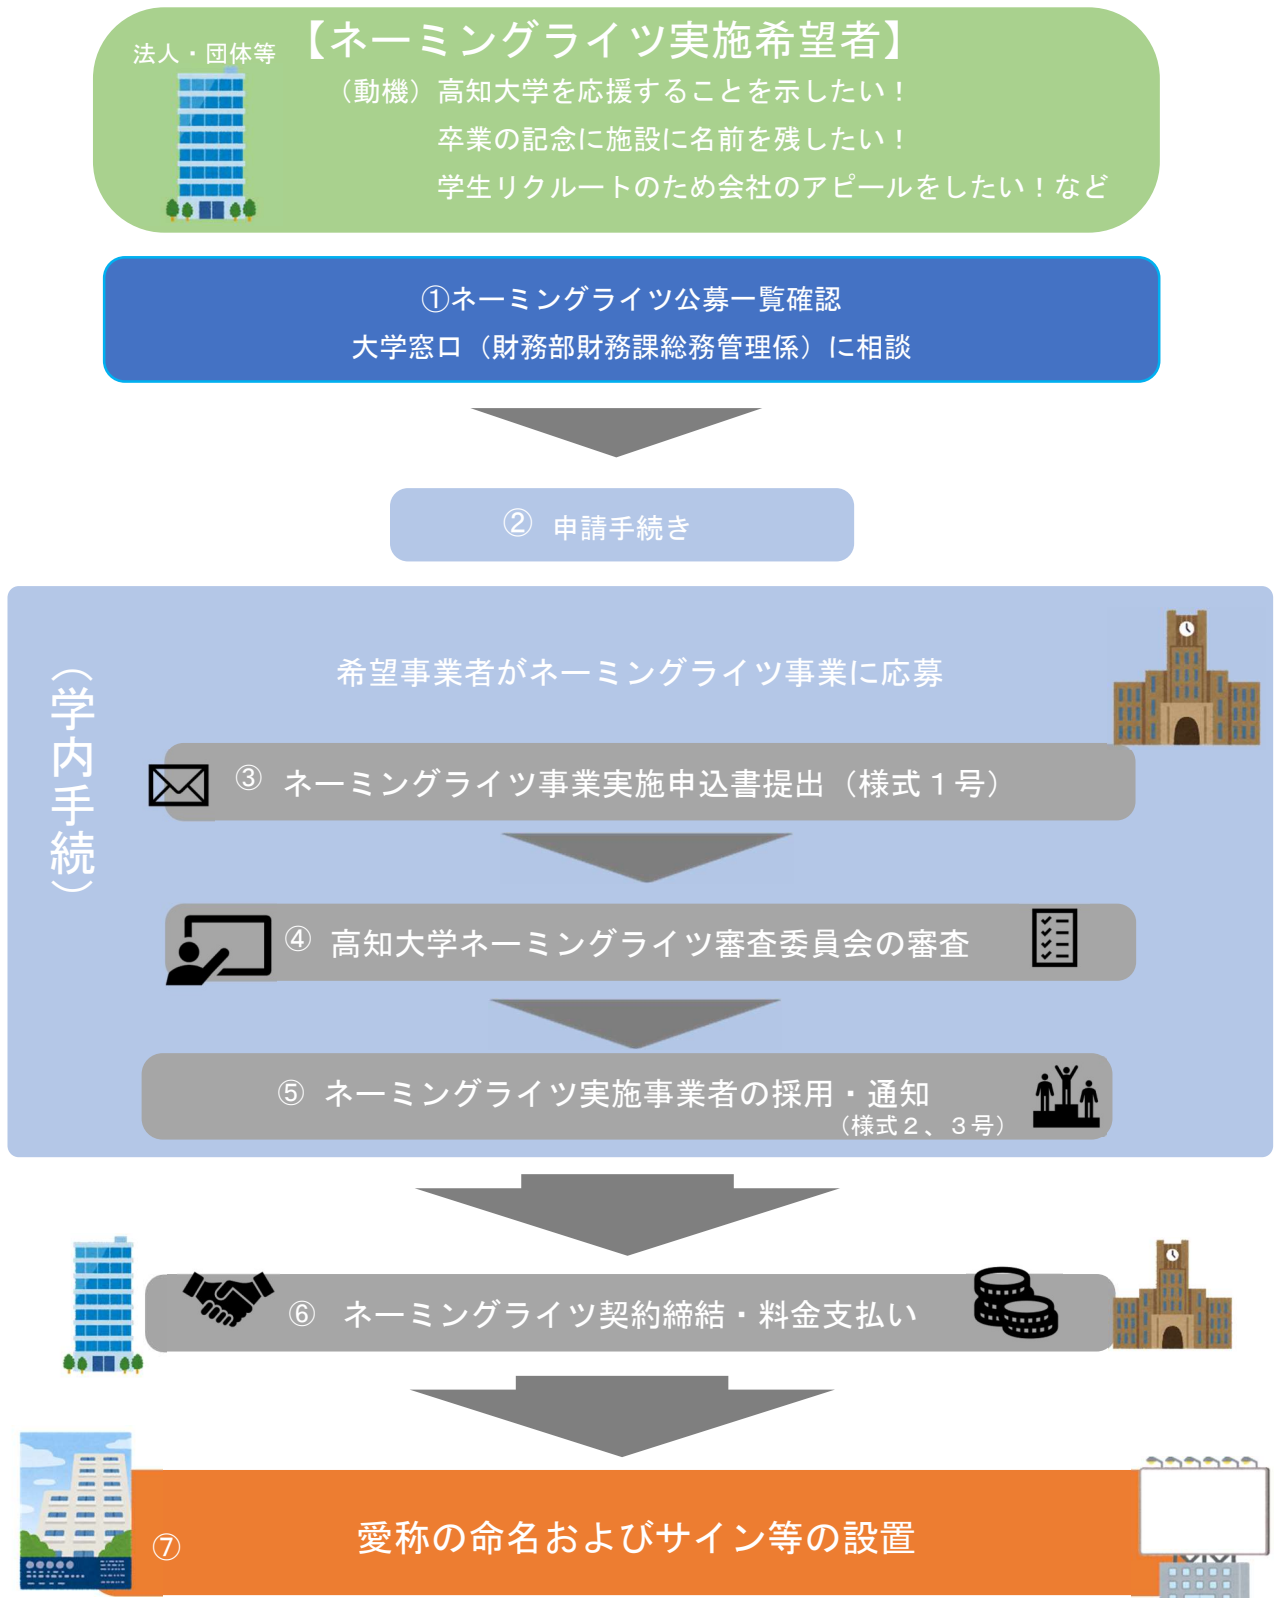 法人・団体等
【ネーミングライツ実施希望者】
（動機）高知大学を応援することを示したい！
卒業の記念に施設に名前を残したい！
学生リクルートのため会社のアピールをしたい！など
①ネーミングライツ公募一覧確認
大学窓口（財務部財務課総務管理係）に相談
② 申請手続き
（学内手続）
希望事業者がネーミングライツ事業に応募
③ ネーミングライツ事業実施申込書提出（様式１号）
④ 高知大学ネーミングライツ審査委員会の審査
⑤ ネーミングライツ実施事業者の採用・通知
（様式２、３号）
⑥ ネーミングライツ契約締結・料金支払い
⑦ 愛称の命名およびサイン等の設置